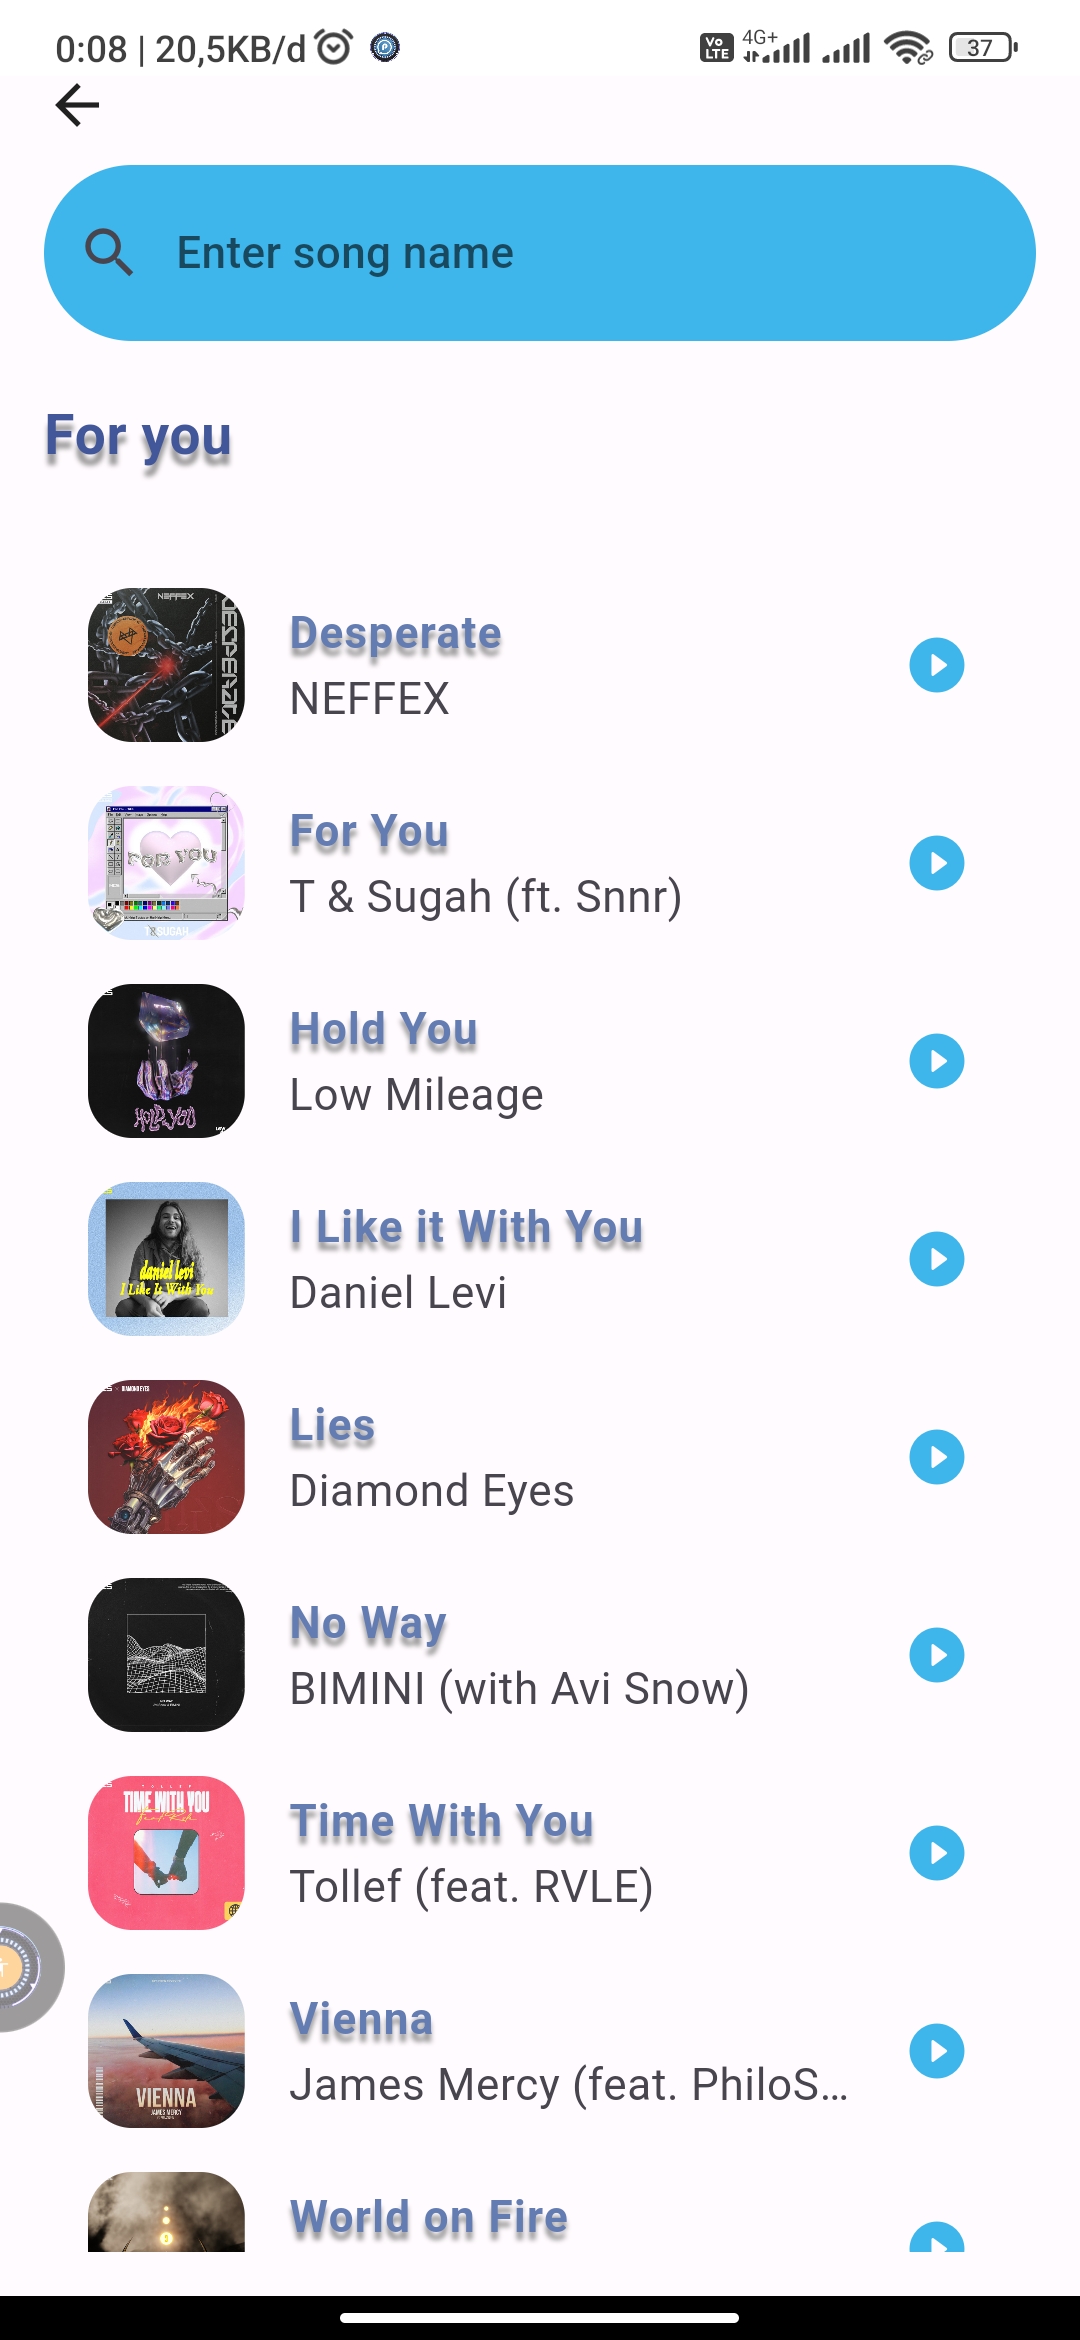 0:08 | 20,5KB/d
Vo LTE 4G+ 37
Enter song name
For you
NEFFEX
DESPERATE
Desperate
NEFFEX
FOR YOU
T&SUGAH
For You
T & Sugah (ft. Snnr)
HOLD YOU
Hold You
Low Mileage
daniel levi
I Like It With You
I Like it With You
Daniel Levi
DIAMOND EYES
Lies
Diamond Eyes
No Way
BIMINI (with Avi Snow)
TOLLEF
TIME WITH YOU
Time With You
Tollef (feat. RVLE)
VIENNA
JAMES MERCY
Vienna
James Mercy (feat. PhiloS...
World on Fire